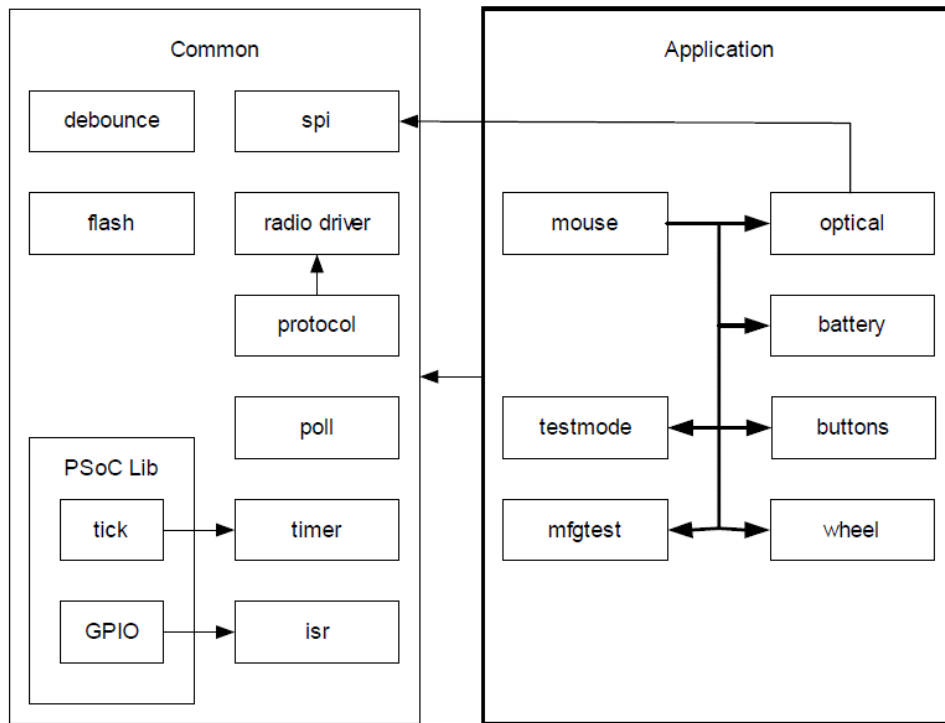 Common
Application
debounce
spi
flash
radio driver
mouse
optical
protocol
battery
poll
testmode
buttons
PSoC Lib
tick
timer
mfgtest
wheel
GPIO
isr